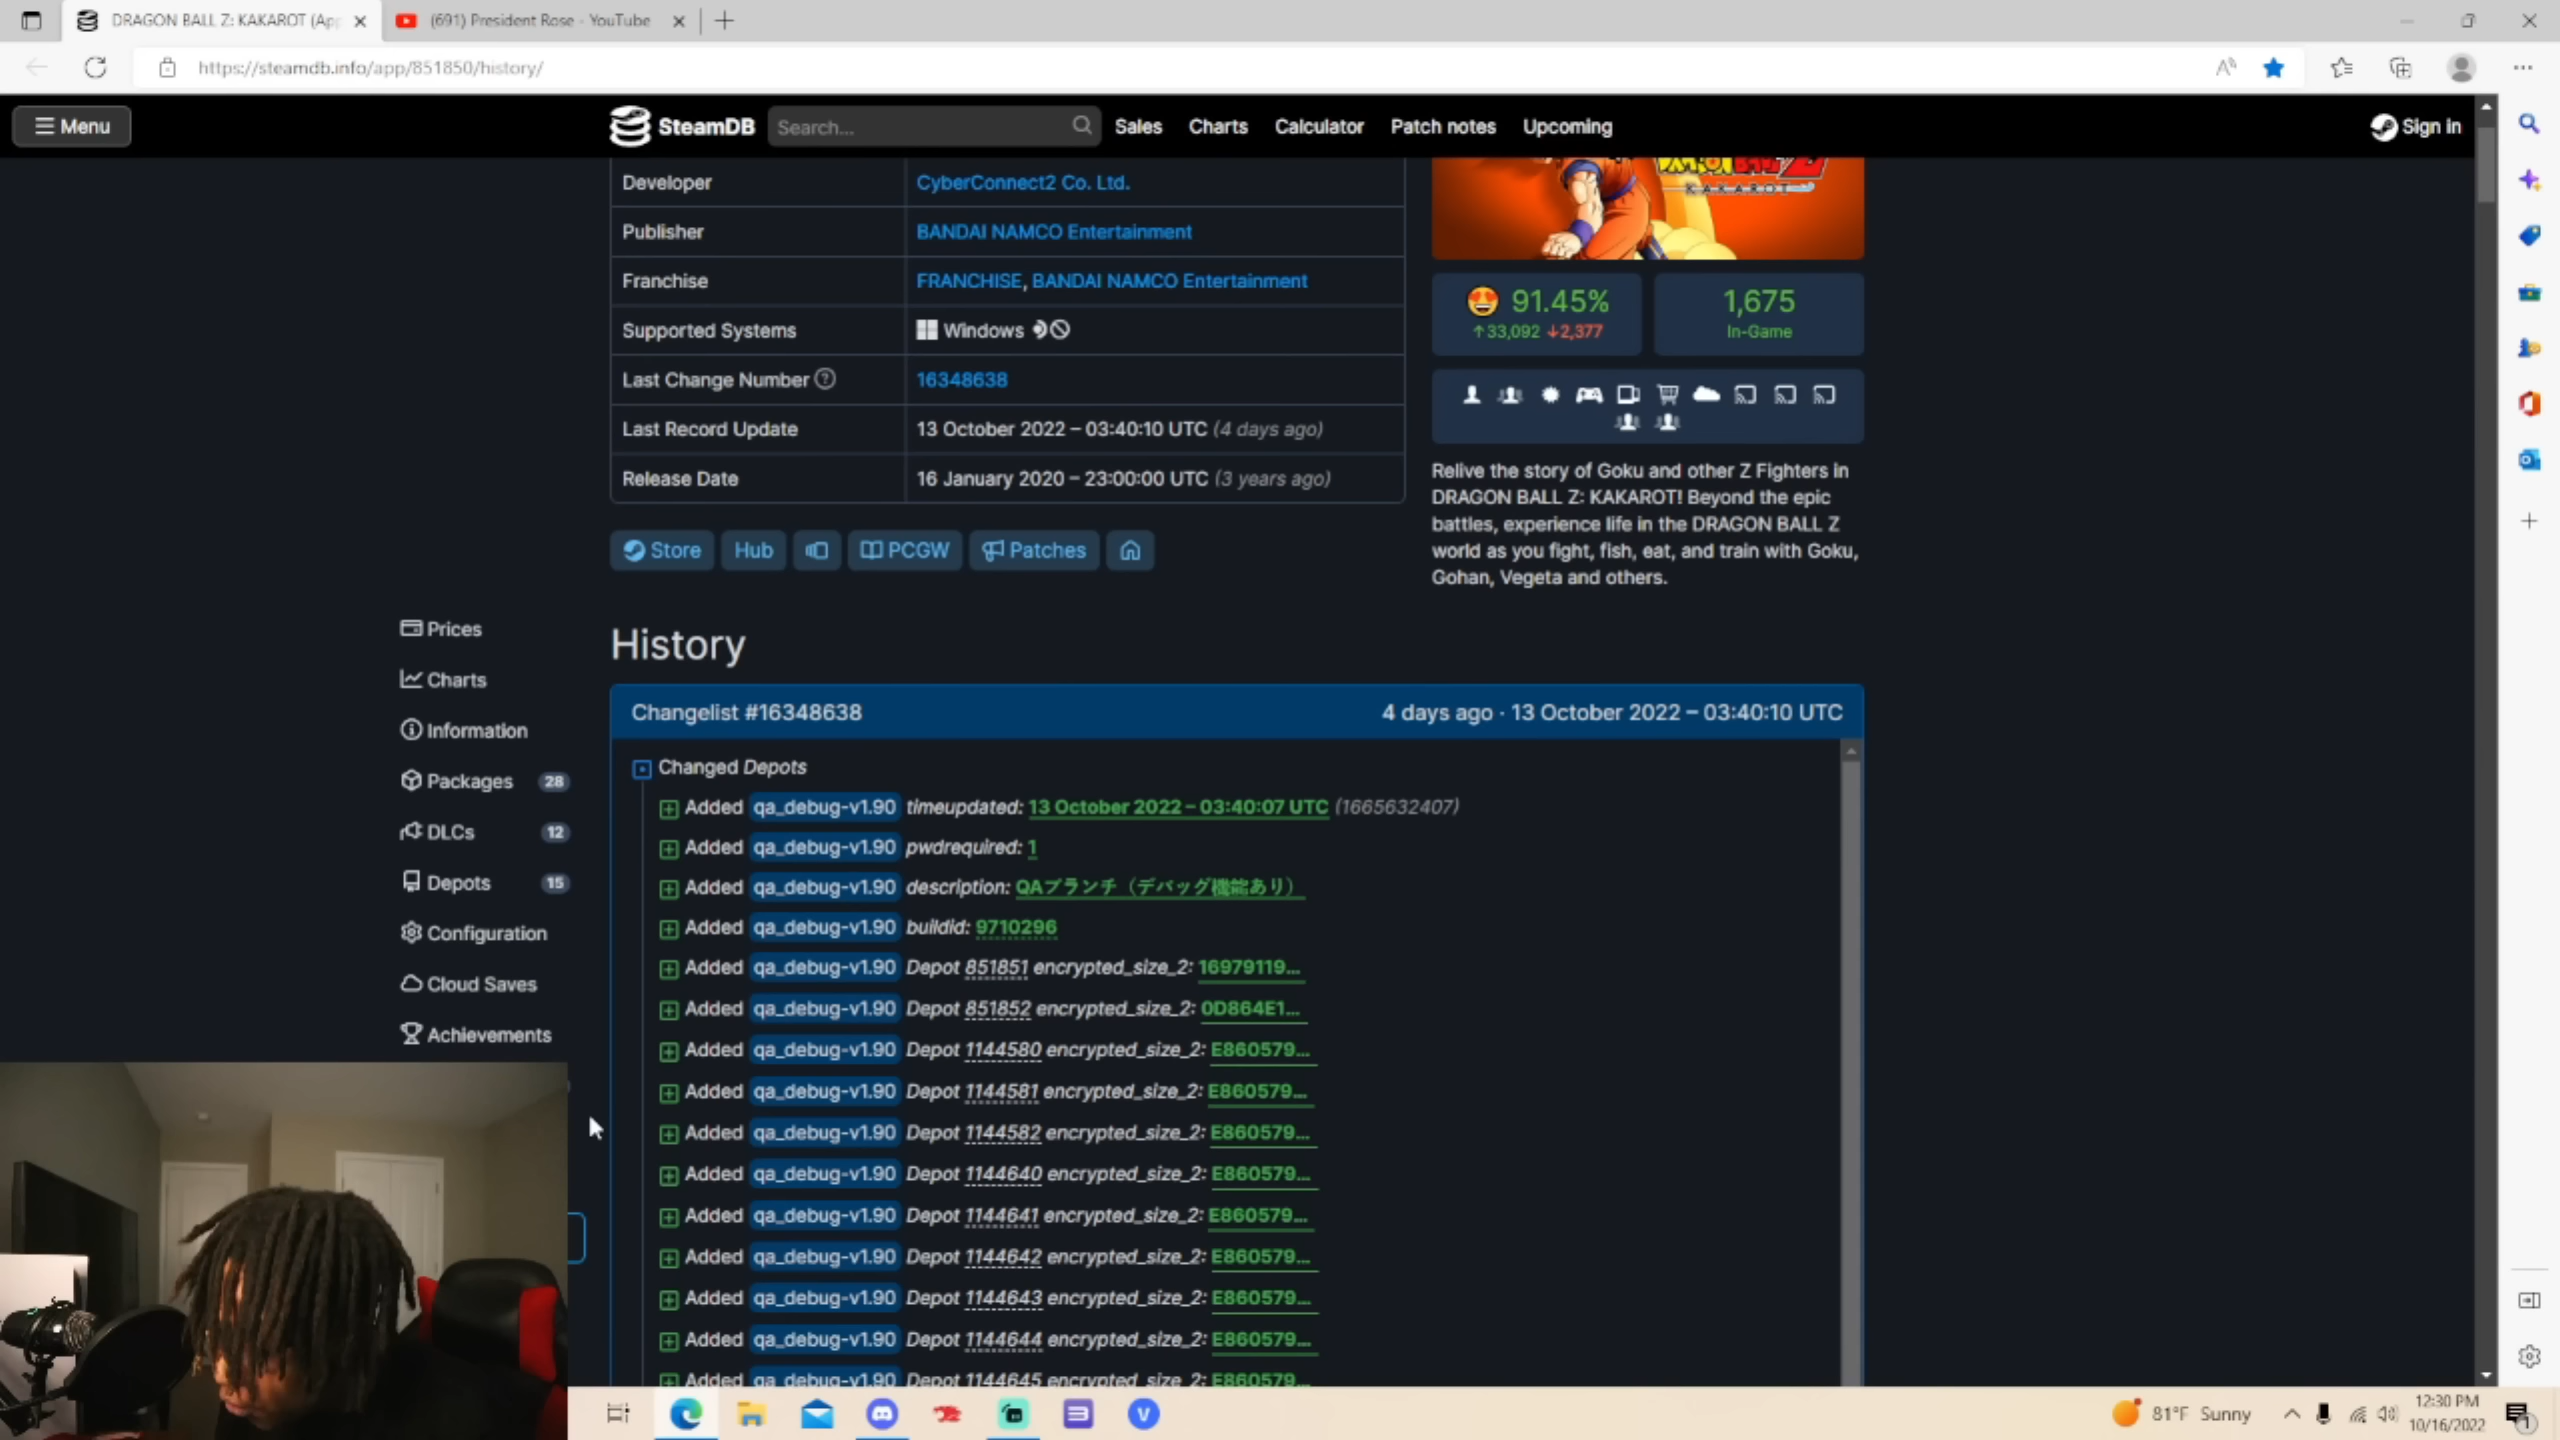 DRAGON BALL Z: KAKAROT (Ap
(691) President Rose - YouTube
https://steamdb.info/app/851850/history/
Menu
SteamDB
Search...
Sales
Charts
Calculator
Patch notes
Upcoming
Sign in
Developer
CyberConnect2 Co. Ltd.
Publisher
BANDAI NAMCO Entertainment
Franchise
FRANCHISE, BANDAI NAMCO Entertainment
Supported Systems
Windows
Last Change Number
16348638
Last Record Update
13 October 2022 – 03:40:10 UTC (4 days ago)
Release Date
16 January 2020 – 23:00:00 UTC (3 years ago)
KAKAROT
91.45%
↑33,092 ↓2,377
1,675
In-Game
Relive the story of Goku and other Z Fighters in
DRAGON BALL Z: KAKAROT! Beyond the epic
battles, experience life in the DRAGON BALL Z
world as you fight, fish, eat, and train with Goku,
Gohan, Vegeta and others.
Store
Hub
PCGW
Patches
Prices
Charts
Information
Packages 28
DLCs 12
Depots 15
Configuration
Cloud Saves
Achievements
History
Changelist #16348638
4 days ago · 13 October 2022 – 03:40:10 UTC
Changed Depots
Added qa_debug-v1.90 timeupdated: 13 October 2022 – 03:40:07 UTC (1665632407)
Added qa_debug-v1.90 pwdrequired: 1
Added qa_debug-v1.90 description: QAブランチ（デバッグ機能あり）
Added qa_debug-v1.90 buildid: 9710296
Added qa_debug-v1.90 Depot 851851 encrypted_size_2: 16979119...
Added qa_debug-v1.90 Depot 851852 encrypted_size_2: 0D864E1...
Added qa_debug-v1.90 Depot 1144580 encrypted_size_2: E860579...
Added qa_debug-v1.90 Depot 1144581 encrypted_size_2: E860579...
Added qa_debug-v1.90 Depot 1144582 encrypted_size_2: E860579...
Added qa_debug-v1.90 Depot 1144640 encrypted_size_2: E860579...
Added qa_debug-v1.90 Depot 1144641 encrypted_size_2: E860579...
Added qa_debug-v1.90 Depot 1144642 encrypted_size_2: E860579...
Added qa_debug-v1.90 Depot 1144643 encrypted_size_2: E860579...
Added qa_debug-v1.90 Depot 1144644 encrypted_size_2: E860579...
Added qa_debug-v1.90 Depot 1144645 encrypted_size_2: E860579...
81°F Sunny
12:30 PM
10/16/2022